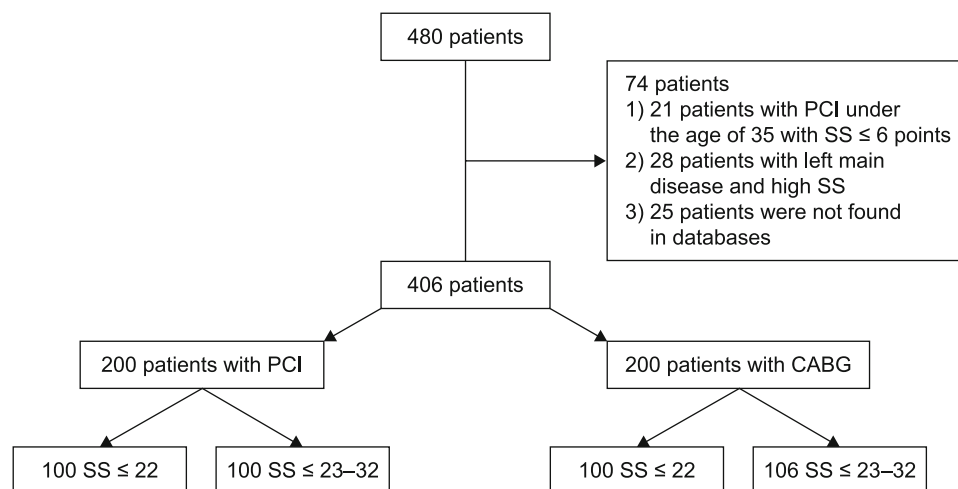 480 patients
74 patients
1) 21 patients with PCI under
the age of 35 with SS ≤ 6 points
2) 28 patients with left main
disease and high SS
3) 25 patients were not found
in databases
406 patients
200 patients with PCI
200 patients with CABG
100 SS ≤ 22
100 SS ≤ 23–32
100 SS ≤ 22
106 SS ≤ 23–32